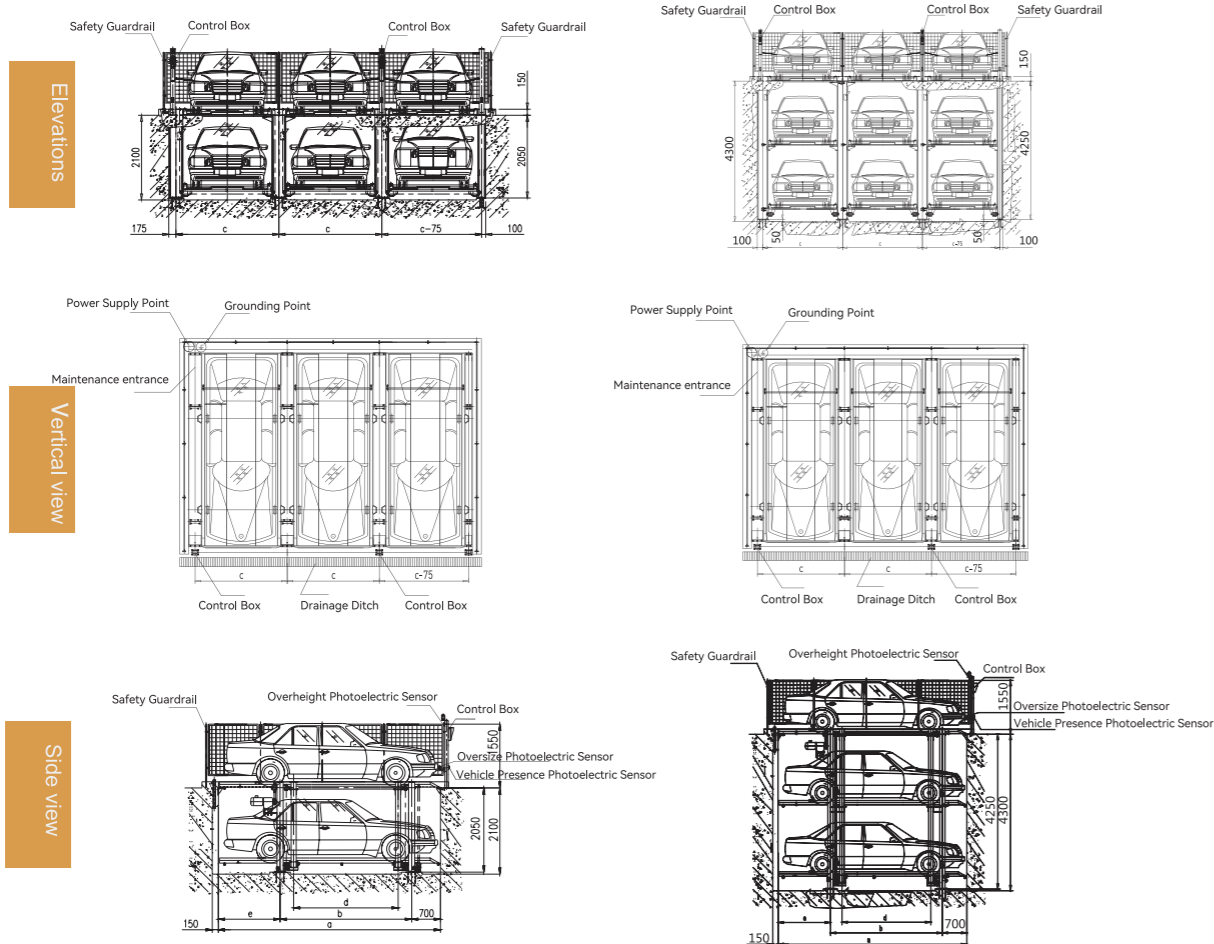 Elevations
Safety Guardrail
Control Box
Control Box
Safety Guardrail
150
2100
2050
175
c
c
c-75
100
Control Box
Control Box
Safety Guardrail
Safety Guardrail
150
4300
4250
100
50
c
c
c-75
50
100
Vertical view
Power Supply Point
Grounding Point
Maintenance entrance
c
c
c-75
Control Box
Drainage Ditch
Control Box
Power Supply Point
Grounding Point
Maintenance entrance
c
c
c-75
Control Box
Drainage Ditch
Control Box
Side view
Safety Guardrail
Overheight Photoelectric Sensor
Control Box
1550
Oversize Photoelectric Sensor
Vehicle Presence Photoelectric Sensor
2050
2100
d
e
b
700
150
a
Safety Guardrail
Overheight Photoelectric Sensor
Control Box
1550
Oversize Photoelectric Sensor
Vehicle Presence Photoelectric Sensor
4250
4300
e
d
700
b
150
a